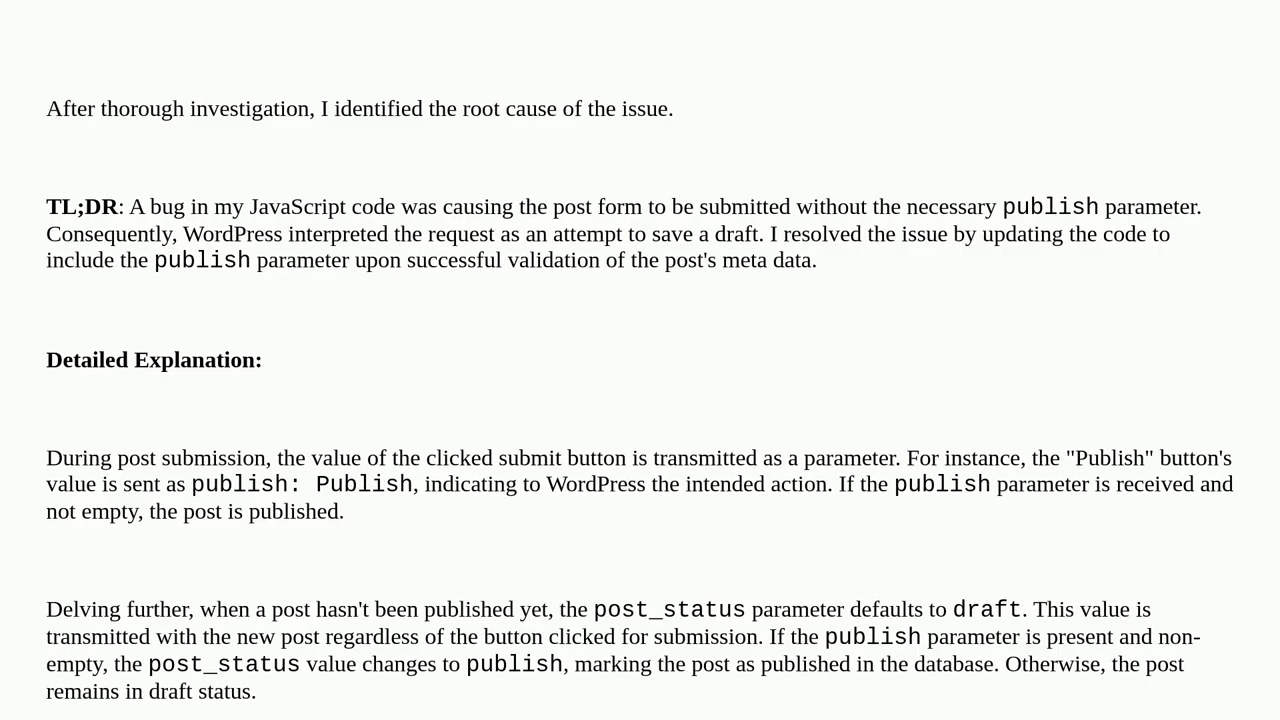 After thorough investigation, I identified the root cause of the issue.
TL;DR: A bug in my JavaScript code was causing the post form to be submitted without the necessary publish parameter.
Consequently, WordPress interpreted the request as an attempt to save a draft. I resolved the issue by updating the code to
include the publish parameter upon successful validation of the post's meta data.
Detailed Explanation:
During post submission, the value of the clicked submit button is transmitted as a parameter. For instance, the "Publish" button's
value is sent as publish: Publish, indicating to WordPress the intended action. If the publish parameter is received and
not empty, the post is published.
Delving further, when a post hasn't been published yet, the post_status parameter defaults to draft. This value is
transmitted with the new post regardless of the button clicked for submission. If the publish parameter is present and non-
empty, the post_status value changes to publish, marking the post as published in the database. Otherwise, the post
remains in draft status.